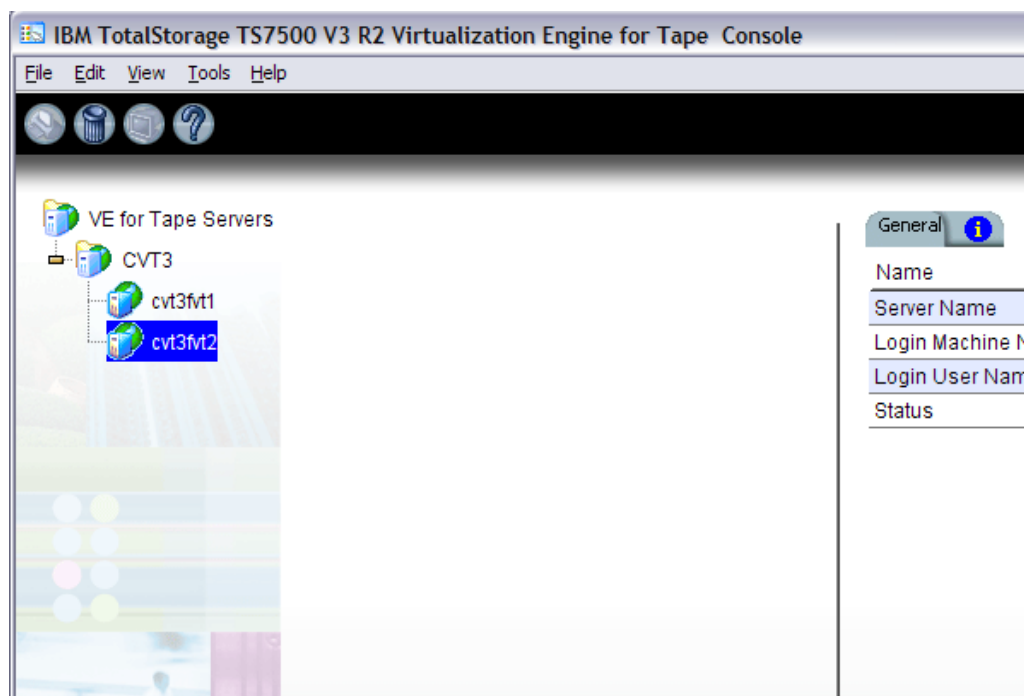 IBM TotalStorage TS7500 V3 R2 Virtualization Engine for Tape Console
File Edit View Tools Help
VE for Tape Servers
CVT3
cvt3fvt1
cvt3fvt2
General
Name
Server Name
Login Machine N
Login User Nam
Status